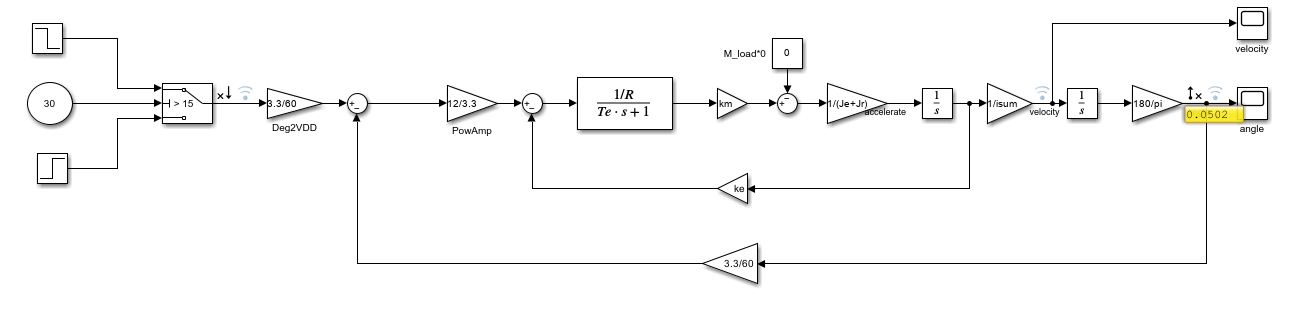 30
> 15
3.3/60
Deg2VDD
+
−
12/3.3
PowAmp
+
−
1/R
Te · s + 1
km
M_load*0
0
+
−
1/(Je+Jr)
accelerate
1
s
1/isum
velocity
1
s
180/pi
0.0502
velocity
angle
ke
3.3/60